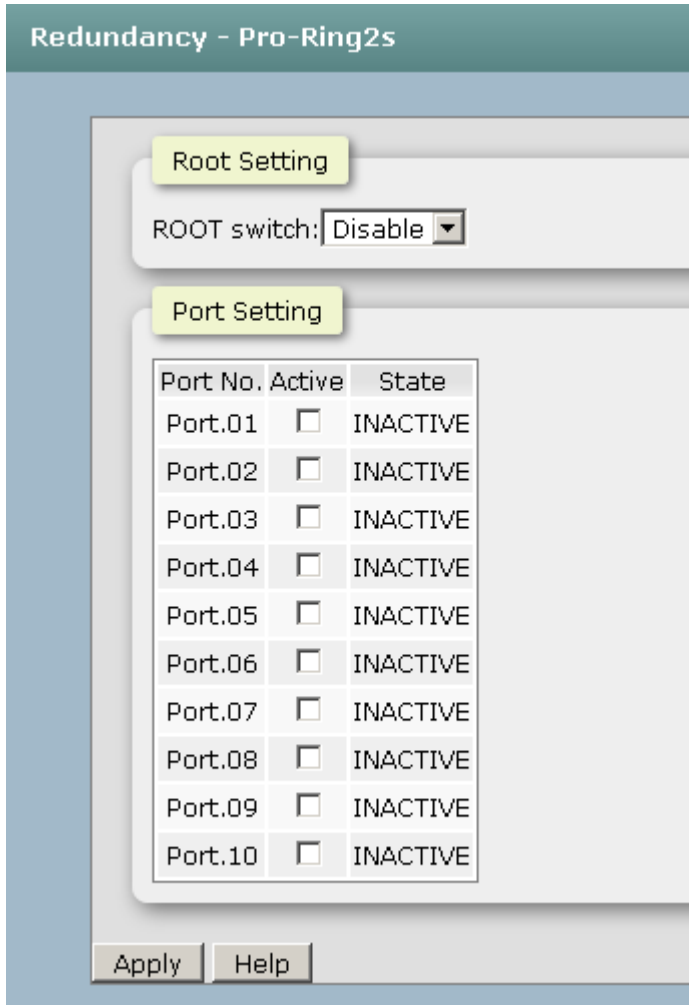 Redundancy - Pro-Ring2s
Root Setting
ROOT switch: Disable
Port Setting
Port No. Active State
Port.01 INACTIVE
Port.02 INACTIVE
Port.03 INACTIVE
Port.04 INACTIVE
Port.05 INACTIVE
Port.06 INACTIVE
Port.07 INACTIVE
Port.08 INACTIVE
Port.09 INACTIVE
Port.10 INACTIVE
Apply Help